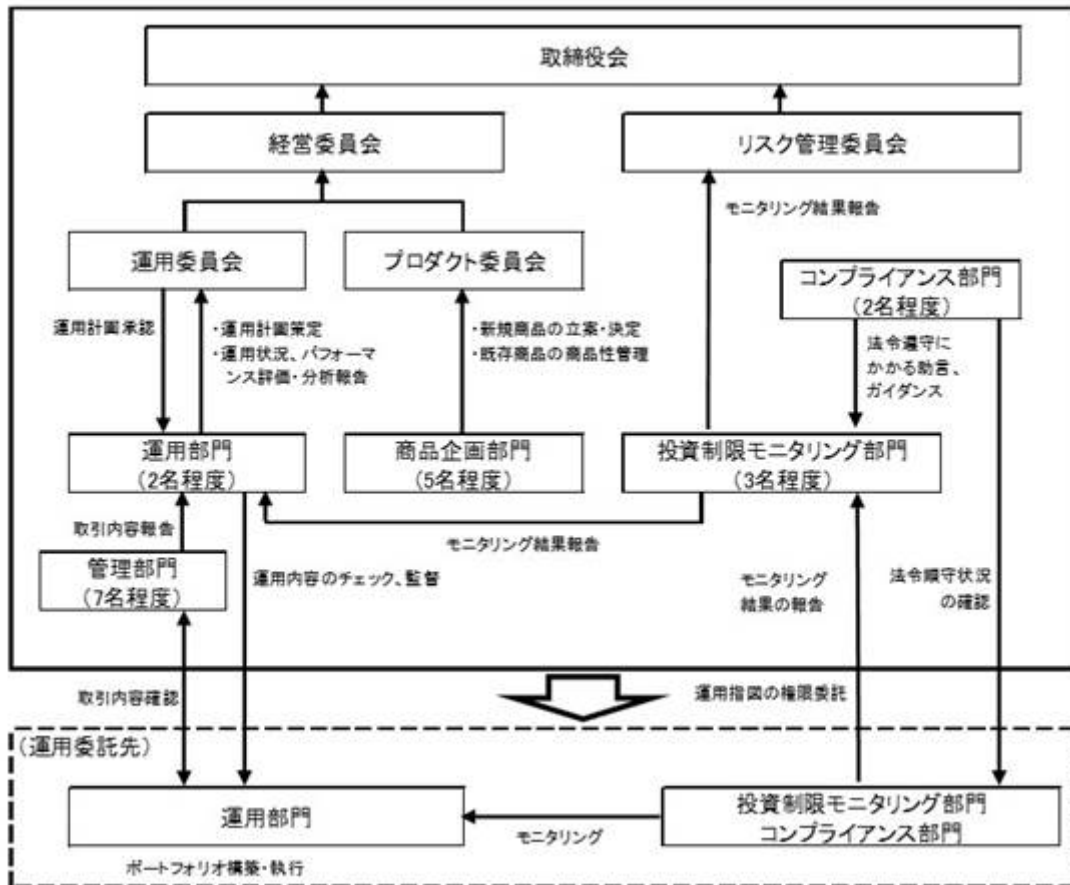 取締役会
経営委員会
リスク管理委員会
モニタリング結果報告
運用委員会
プロダクト委員会
コンプライアンス部門
(2名程度)
運用計画承認
・運用計画策定
・運用状況、パフォーマ
ンス評価・分析報告
・新規商品の立案・決定
・既存商品の商品性管理
法令遵守に
かかる助言、
ガイダンス
運用部門
(2名程度)
商品企画部門
(5名程度)
投資制限モニタリング部門
(3名程度)
取引内容報告
モニタリング結果報告
管理部門
(7名程度)
運用内容のチェック、監督
モニタリング
結果の報告
法令順守状況
の確認
取引内容確認
運用指図の権限委託
(運用委託先)
運用部門
モニタリング
投資制限モニタリング部門
コンプライアンス部門
ポートフォリオ構築・執行